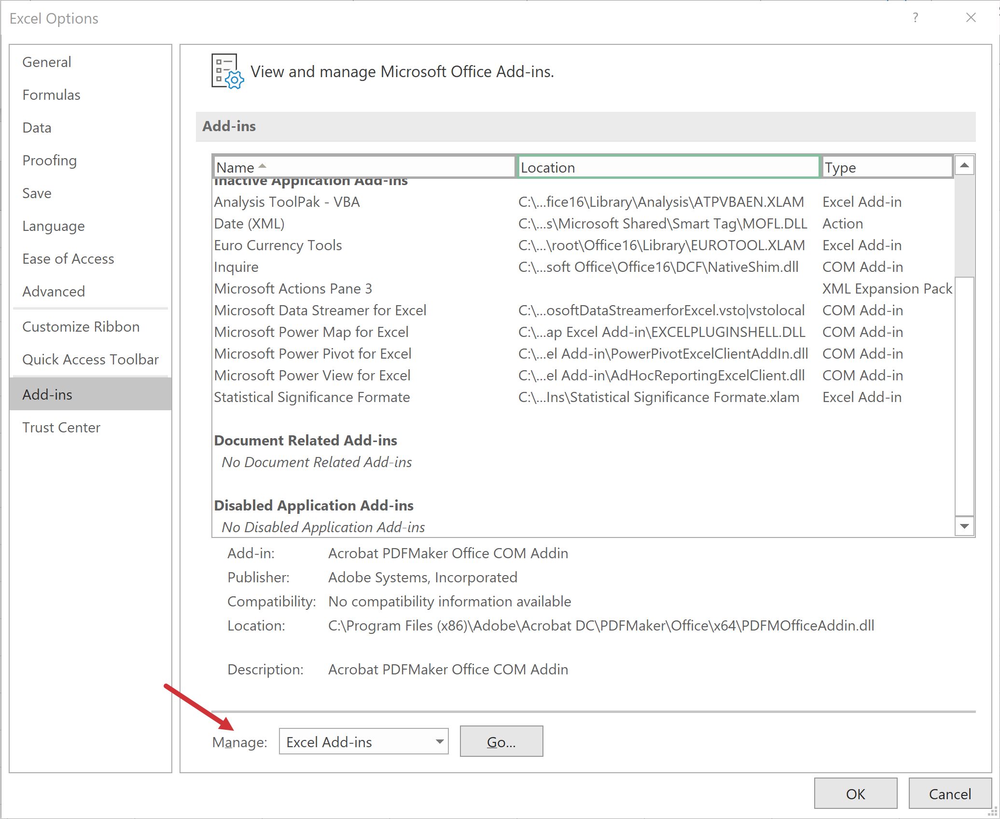 Excel Options ?
General
Formulas
Data
Proofing
Save
Language
Ease of Access
Advanced
Customize Ribbon
Quick Access Toolbar
Add-ins
Trust Center
View and manage Microsoft Office Add-ins.
Add-ins
Name Location Type
Inactive Application Add-ins
Analysis ToolPak - VBA C:\...fice16\Library\Analysis\ATPVBAEN.XLAM Excel Add-in
Date (XML) C:\...s\Microsoft Shared\Smart Tag\MOFL.DLL Action
Euro Currency Tools C:\...\root\Office16\Library\EUROTOOL.XLAM Excel Add-in
Inquire C:\...soft Office\Office16\DCF\NativeShim.dll COM Add-in
Microsoft Actions Pane 3 XML Expansion Pack
Microsoft Data Streamer for Excel C:\...osoftDataStreamerforExcel.vsto|vstolocal COM Add-in
Microsoft Power Map for Excel C:\...ap Excel Add-in\EXCELPLUGINSHELL.DLL COM Add-in
Microsoft Power Pivot for Excel C:\...el Add-in\PowerPivotExcelClientAddIn.dll COM Add-in
Microsoft Power View for Excel C:\...el Add-in\AdHocReportingExcelClient.dll COM Add-in
Statistical Significance Formate C:\...Ins\Statistical Significance Formate.xlam Excel Add-in
Document Related Add-ins
No Document Related Add-ins
Disabled Application Add-ins
No Disabled Application Add-ins
Add-in: Acrobat PDFMaker Office COM Addin
Publisher: Adobe Systems, Incorporated
Compatibility: No compatibility information available
Location: C:\Program Files (x86)\Adobe\Acrobat DC\PDFMaker\Office\x64\PDFMOfficeAddin.dll
Description: Acrobat PDFMaker Office COM Addin
Manage: Excel Add-ins Go...
OK Cancel